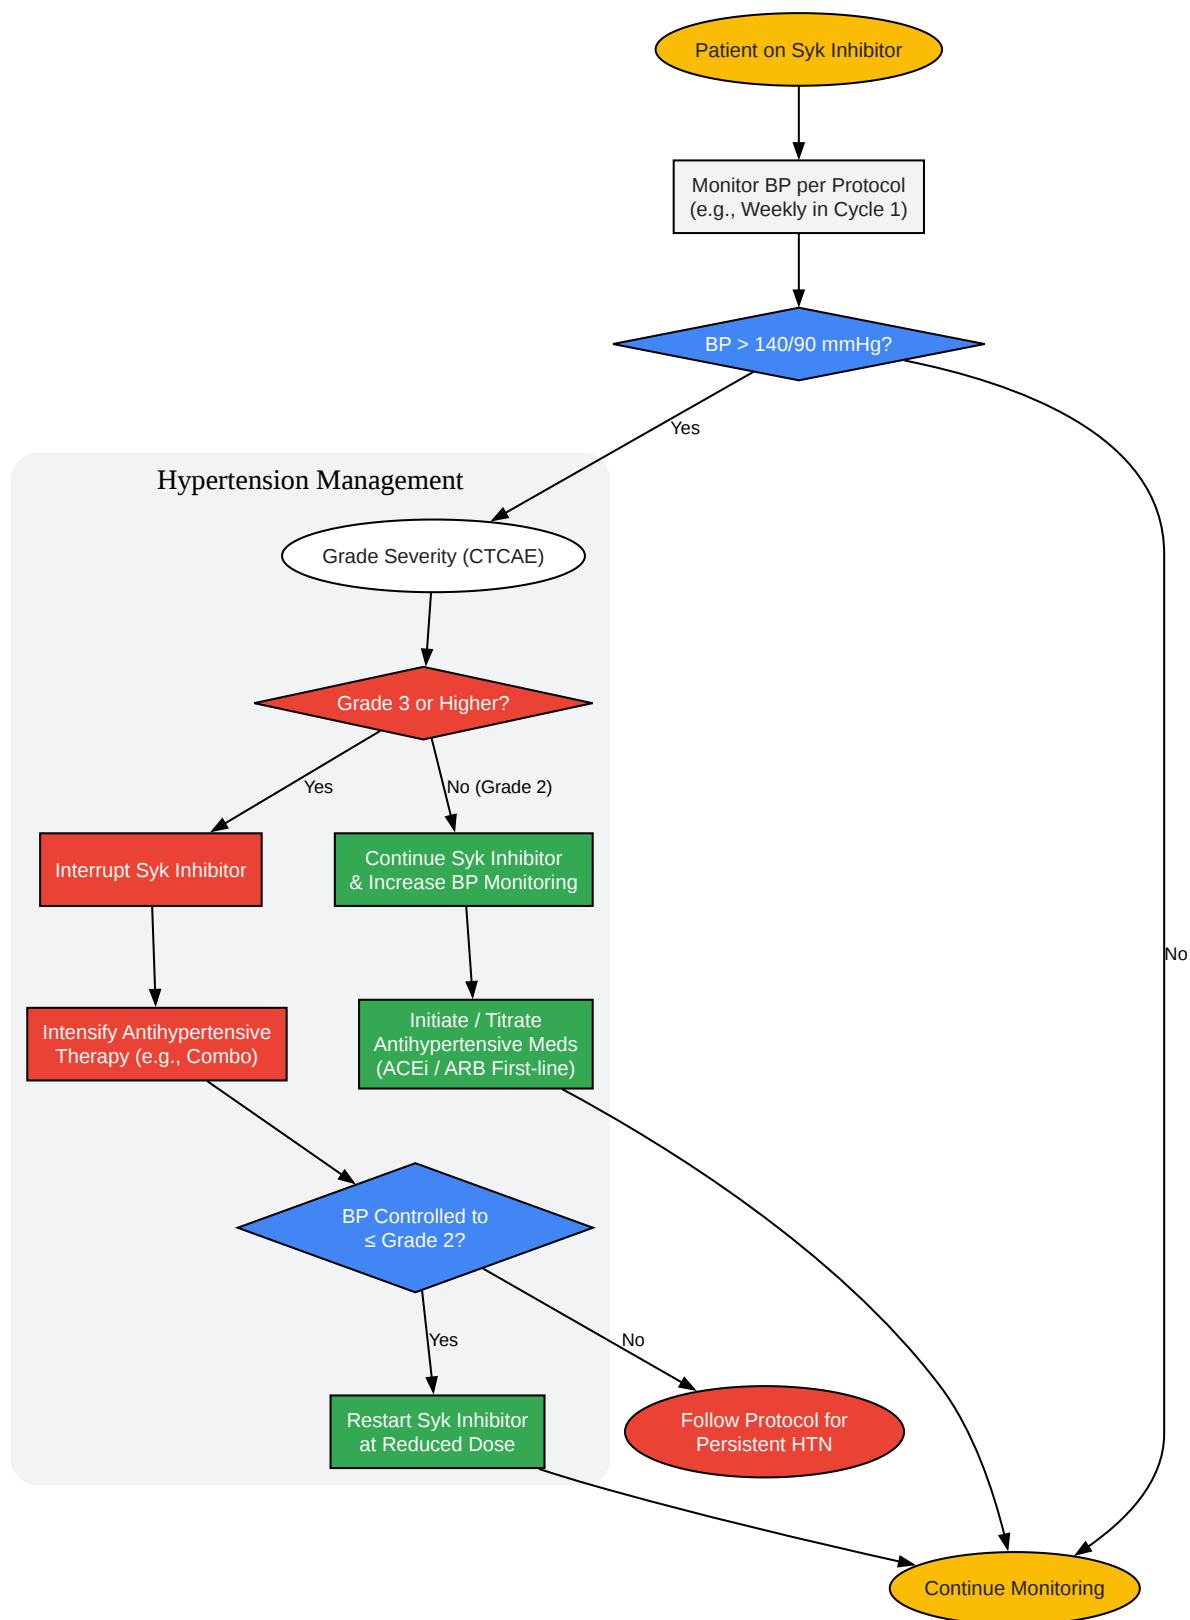 Patient on Syk Inhibitor
Monitor BP per Protocol
(e.g., Weekly in Cycle 1)
BP > 140/90 mmHg?
Yes
No
Hypertension Management
Grade Severity (CTCAE)
Grade 3 or Higher?
Yes
No (Grade 2)
Interrupt Syk Inhibitor
Continue Syk Inhibitor
& Increase BP Monitoring
Intensify Antihypertensive
Therapy (e.g., Combo)
Initiate / Titrate
Antihypertensive Meds
(ACEi / ARB First-line)
BP Controlled to
≤ Grade 2?
Yes
No
Restart Syk Inhibitor
at Reduced Dose
Follow Protocol for
Persistent HTN
Continue Monitoring